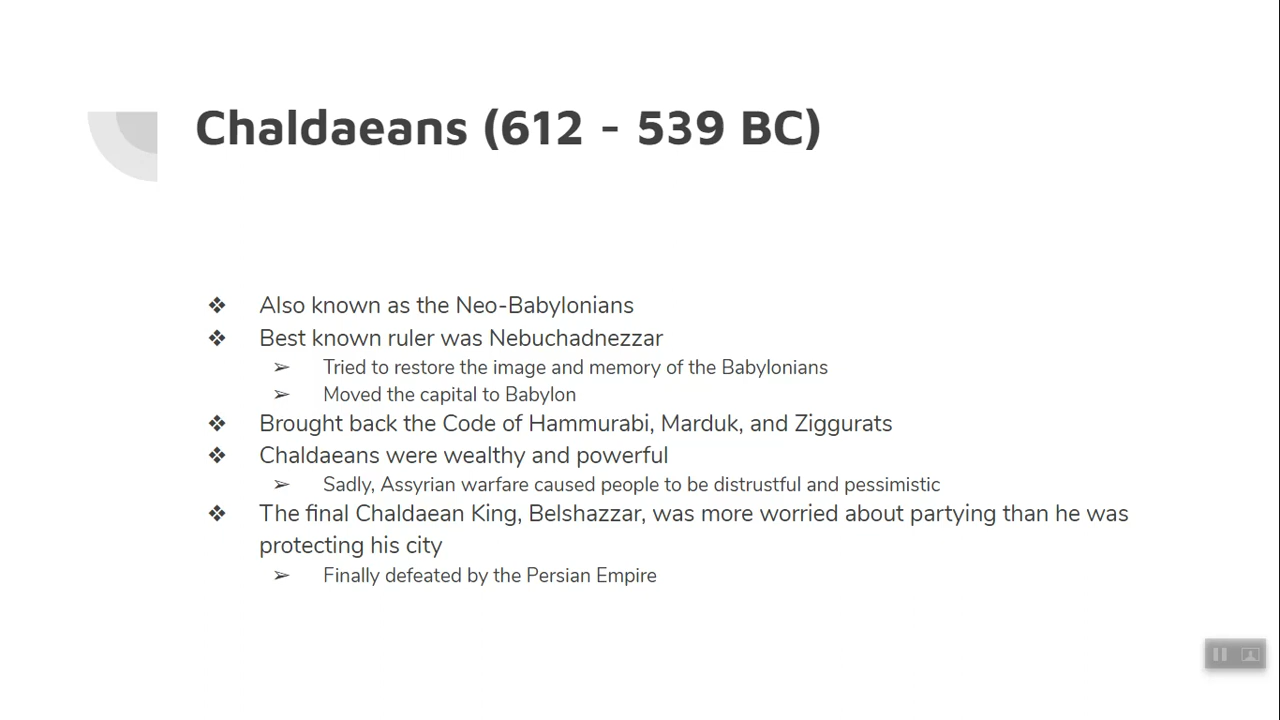 Chaldaeans (612 - 539 BC)
❖ Also known as the Neo-Babylonians
❖ Best known ruler was Nebuchadnezzar
➢ Tried to restore the image and memory of the Babylonians
➢ Moved the capital to Babylon
❖ Brought back the Code of Hammurabi, Marduk, and Ziggurats
❖ Chaldaeans were wealthy and powerful
➢ Sadly, Assyrian warfare caused people to be distrustful and pessimistic
❖ The final Chaldaean King, Belshazzar, was more worried about partying than he was
protecting his city
➢ Finally defeated by the Persian Empire